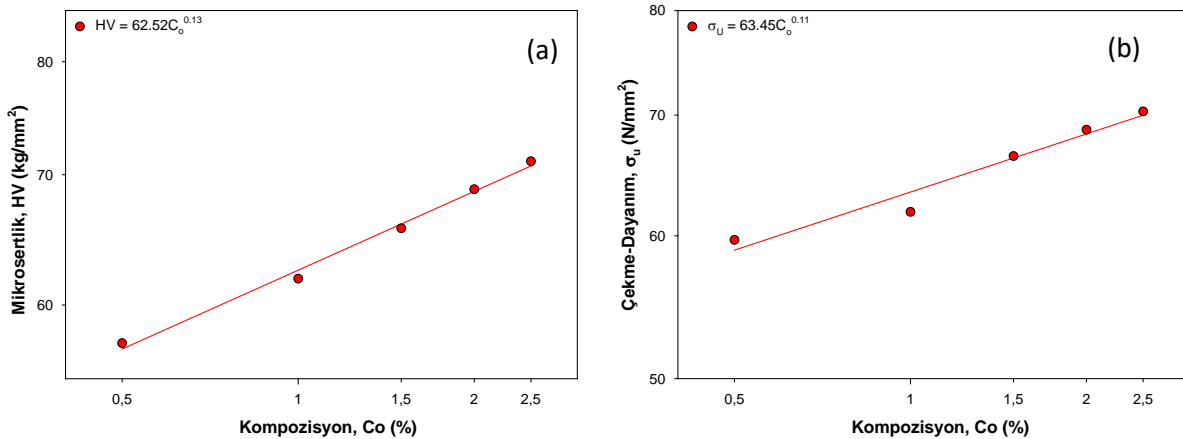 HV = 62.52C₀^0.13
(a)
80
70
60
Mikrosertlik, HV (kg/mm²)
0,5 1 1,5 2 2,5
Kompozisyon, Co (%)
σᵤ = 63.45C₀^0.11
(b)
80
70
60
50
Çekme-Dayanım, σᵤ (N/mm²)
0,5 1 1,5 2 2,5
Kompozisyon, Co (%)